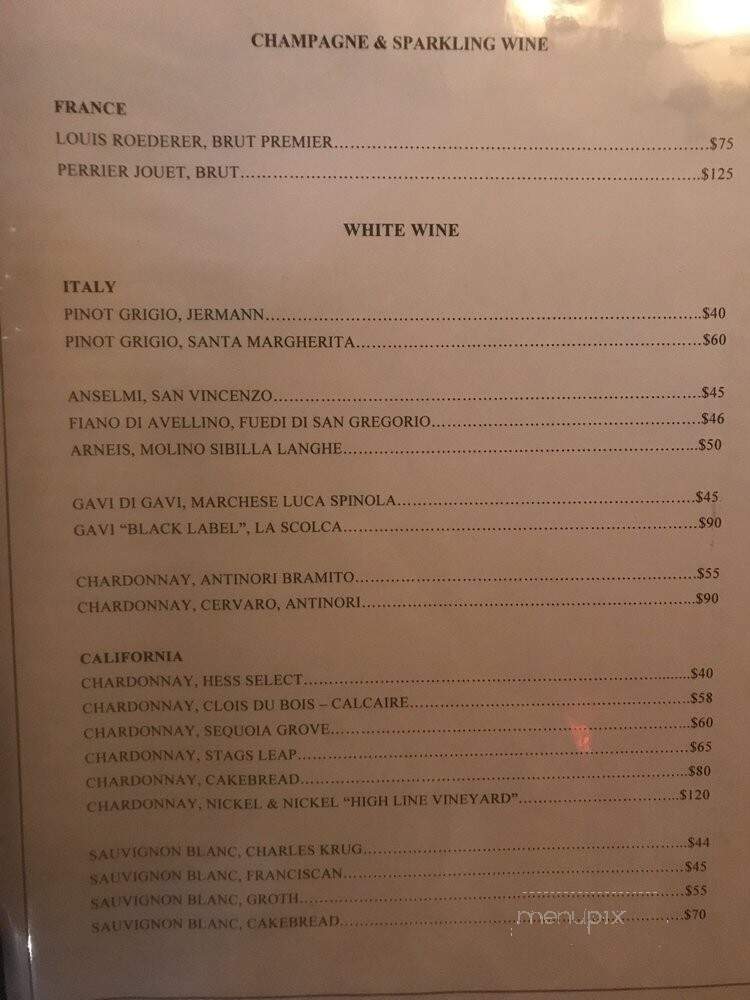 CHAMPAGNE & SPARKLING WINE
FRANCE
LOUIS ROEDERER, BRUT PREMIER........................$75
PERRIER JOUET, BRUT........................$125
WHITE WINE
ITALY
PINOT GRIGIO, JERMANN........................$40
PINOT GRIGIO, SANTA MARGHERITA........................$60
ANSELMI, SAN VINCENZO........................$45
FIANO DI AVELLINO, FUEDI DI SAN GREGORIO........................$46
ARNEIS, MOLINO SIBILLA LANGHE........................$50
GAVI DI GAVI, MARCHESE LUCA SPINOLA........................$45
GAVI “BLACK LABEL”, LA SCOLCA........................$90
CHARDONNAY, ANTINORI BRAMITO........................$55
CHARDONNAY, CERVARO, ANTINORI........................$90
CALIFORNIA
CHARDONNAY, HESS SELECT........................$40
CHARDONNAY, CLOIS DU BOIS – CALCAIRE........................$58
CHARDONNAY, SEQUOIA GROVE........................$60
CHARDONNAY, STAGS LEAP........................$65
CHARDONNAY, CAKEBREAD........................$80
CHARDONNAY, NICKEL & NICKEL “HIGH LINE VINEYARD”........................$120
SAUVIGNON BLANC, CHARLES KRUG........................$44
SAUVIGNON BLANC, FRANCISCAN........................$45
SAUVIGNON BLANC, GROTH........................$55
SAUVIGNON BLANC, CAKEBREAD........................$70
menupix